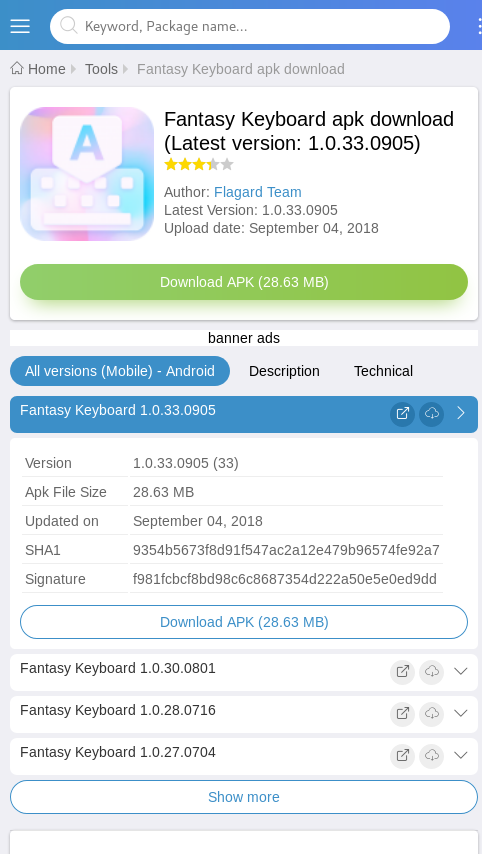 Keyword, Package name...
Home Tools Fantasy Keyboard apk download
A
Fantasy Keyboard apk download
(Latest version: 1.0.33.0905)
Author: Flagard Team
Latest Version: 1.0.33.0905
Upload date: September 04, 2018
Download APK (28.63 MB)
banner ads
All versions (Mobile) - Android Description Technical
Fantasy Keyboard 1.0.33.0905
Version 1.0.33.0905 (33)
Apk File Size 28.63 MB
Updated on September 04, 2018
SHA1 9354b5673f8d91f547ac2a12e479b96574fe92a7
Signature f981fcbcf8bd98c6c8687354d222a50e5e0ed9dd
Download APK (28.63 MB)
Fantasy Keyboard 1.0.30.0801
Fantasy Keyboard 1.0.28.0716
Fantasy Keyboard 1.0.27.0704
Show more